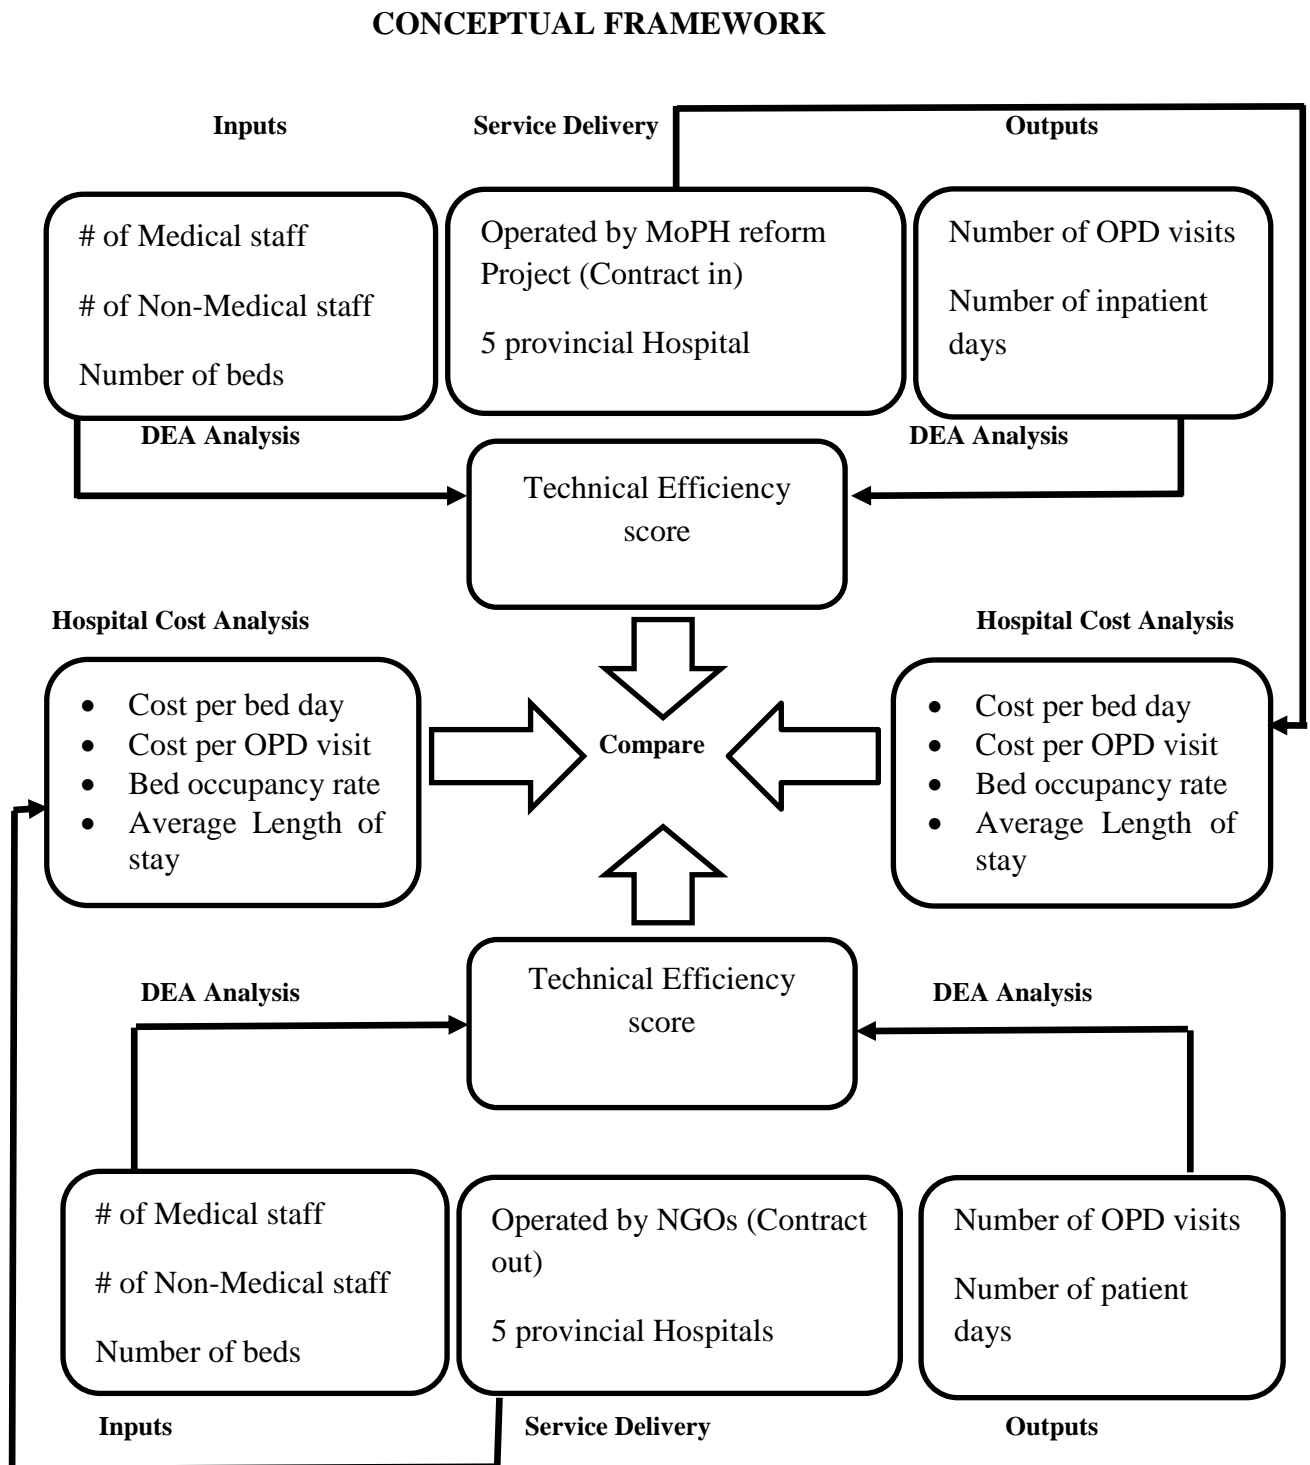 CONCEPTUAL FRAMEWORK
Inputs
Service Delivery
Outputs
# of Medical staff
# of Non-Medical staff
Number of beds
Operated by MoPH reform
Project (Contract in)
5 provincial Hospital
Number of OPD visits
Number of inpatient
days
DEA Analysis
DEA Analysis
Technical Efficiency
score
Hospital Cost Analysis
Hospital Cost Analysis
• Cost per bed day
• Cost per OPD visit
• Bed occupancy rate
• Average Length of
stay
Compare
• Cost per bed day
• Cost per OPD visit
• Bed occupancy rate
• Average Length of
stay
Technical Efficiency
score
DEA Analysis
DEA Analysis
# of Medical staff
# of Non-Medical staff
Number of beds
Operated by NGOs (Contract
out)
5 provincial Hospitals
Number of OPD visits
Number of patient
days
Inputs
Service Delivery
Outputs